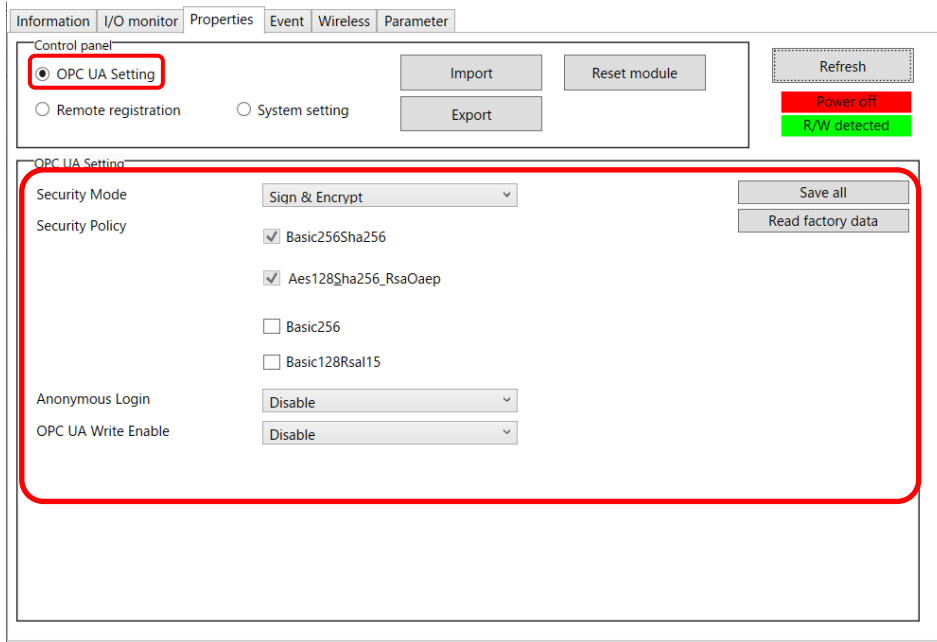 Information I/O monitor Properties Event Wireless Parameter
Control panel
OPC UA Setting
Import
Reset module
Refresh
Remote registration
System setting
Export
Power off
R/W detected
OPC UA Setting
Security Mode
Sign & Encrypt
Save all
Security Policy
Basic256Sha256
Read factory data
Aes128Sha256_RsaOaep
Basic256
Basic128Rsal15
Anonymous Login
Disable
OPC UA Write Enable
Disable